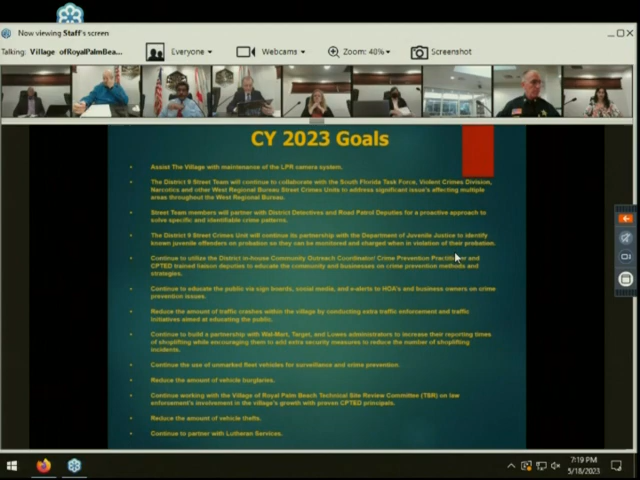 Now viewing Staff's screen
Talking: Village ofRoyalPalmBea...
Everyone
Webcams
Zoom: 40%
Screenshot
CY 2023 Goals
Assist The Village with maintenance of the LPR camera system.
The District 9 Street Team will continue to collaborate with the South Florida Task Force, Violent Crimes Division,
Narcotics and other West Regional Bureau Street Crimes Units to address significant issue's affecting multiple
areas throughout the West Regional Bureau.
Street Team members will partner with District Detectives and Road Patrol Deputies for a proactive approach to
solve specific and identifiable crime patterns.
The District 9 Street Crimes Unit will continue its partnership with the Department of Juvenile Justice to identify
known juvenile offenders on probation so they can be monitored and charged when in violation of their probation.
Continue to utilize the District in-house Community Outreach Coordinator/ Crime Prevention Practitioner and
CPTED trained liaison deputies to educate the community and businesses on crime prevention methods and
strategies.
Continue to educate the public via sign boards, social media, and e-alerts to HOA's and business owners on crime
prevention issues.
Reduce the amount of traffic crashes within the village by conducting extra traffic enforcement and traffic
initiatives aimed at educating the public.
Continue to build a partnership with Wal-Mart, Target, and Lowes administrators to increase their reporting times
of shoplifting while encouraging them to add extra security measures to reduce the number of shoplifting
incidents.
Continue the use of unmarked fleet vehicles for surveillance and crime prevention.
Reduce the amount of vehicle burglaries.
Continue working with the Village of Royal Palm Beach Technical Site Review Committee (TSR) on law
enforcement's involvement in the village's growth with proven CPTED principals.
Reduce the amount of vehicle thefts.
Continue to partner with Lutheran Services.
7:19 PM
5/18/2023